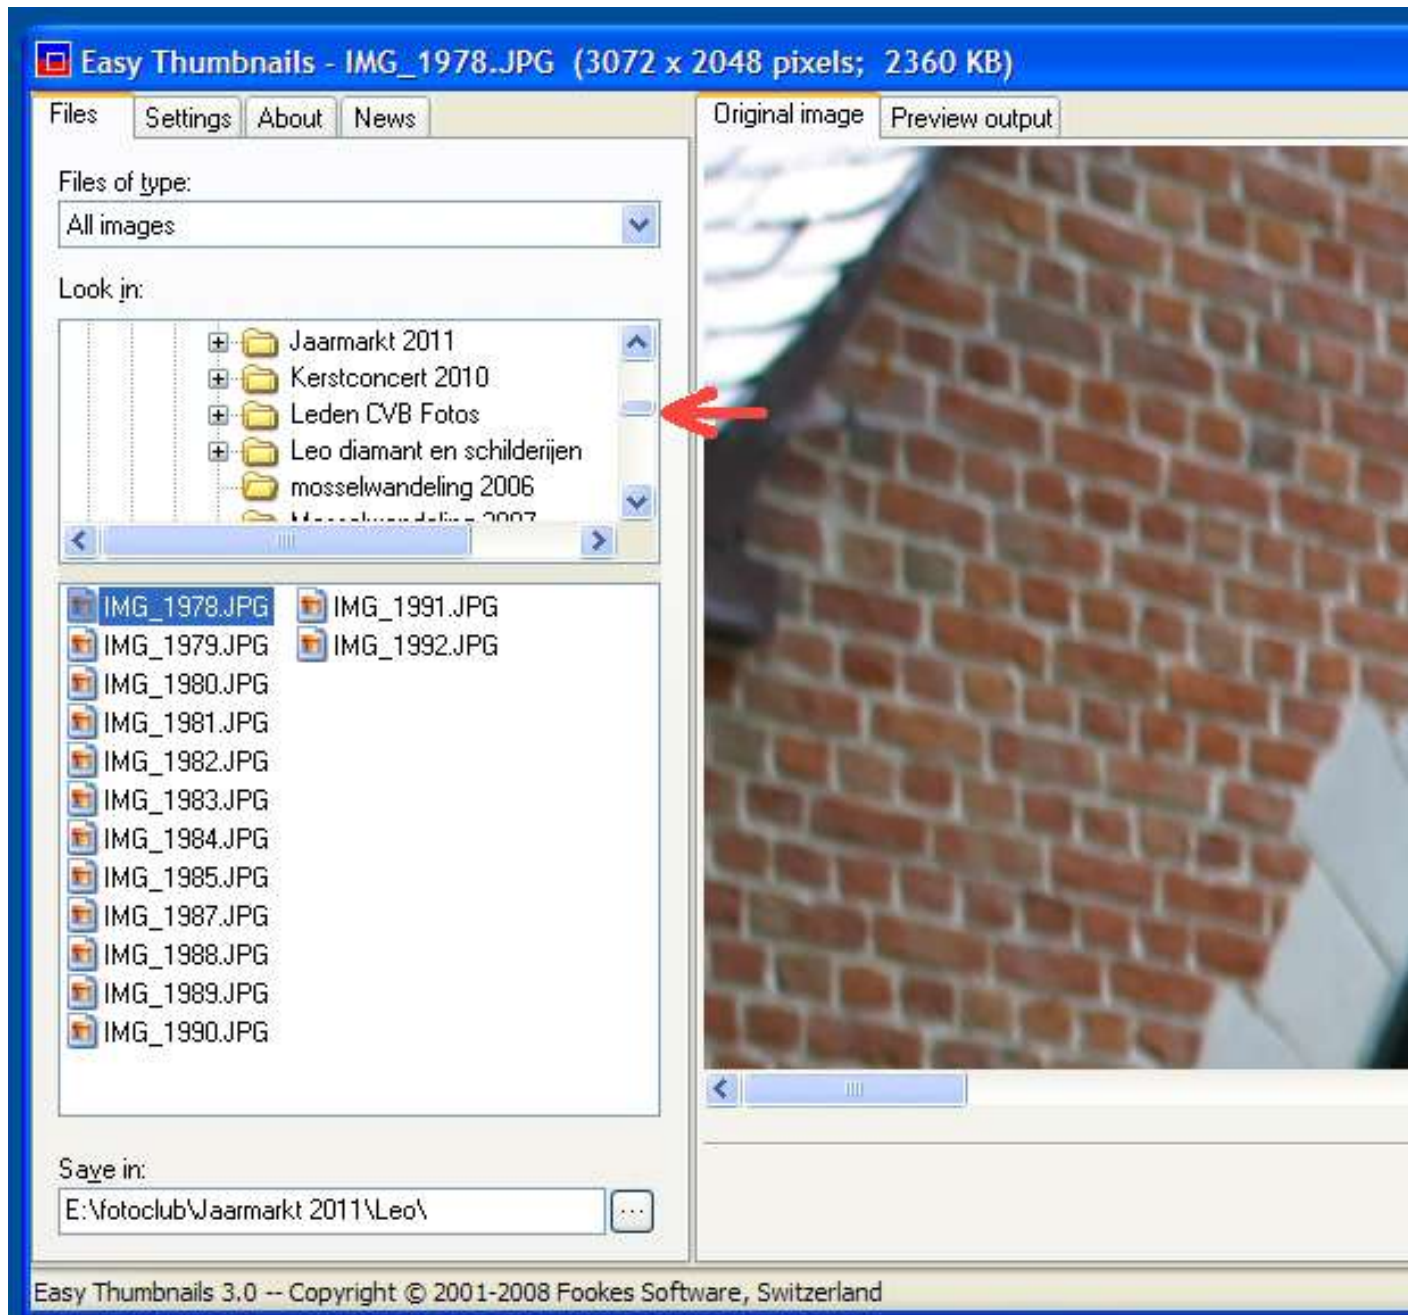 Easy Thumbnails - IMG_1978.JPG (3072 x 2048 pixels; 2360 KB)
Files Settings About News
Original image Preview output
Files of type:
All images
Look in:
Jaarmarkt 2011
Kerstconcert 2010
Leden CVB Fotos
Leo diamant en schilderijen
mosselwandeling 2006
Mosselwandeling 2007
IMG_1978.JPG
IMG_1979.JPG
IMG_1980.JPG
IMG_1981.JPG
IMG_1982.JPG
IMG_1983.JPG
IMG_1984.JPG
IMG_1985.JPG
IMG_1987.JPG
IMG_1988.JPG
IMG_1989.JPG
IMG_1990.JPG
IMG_1991.JPG
IMG_1992.JPG
Save in:
E:\fotoclub\Jaarmarkt 2011\Leo\
...
Easy Thumbnails 3.0 -- Copyright © 2001-2008 Fookes Software, Switzerland